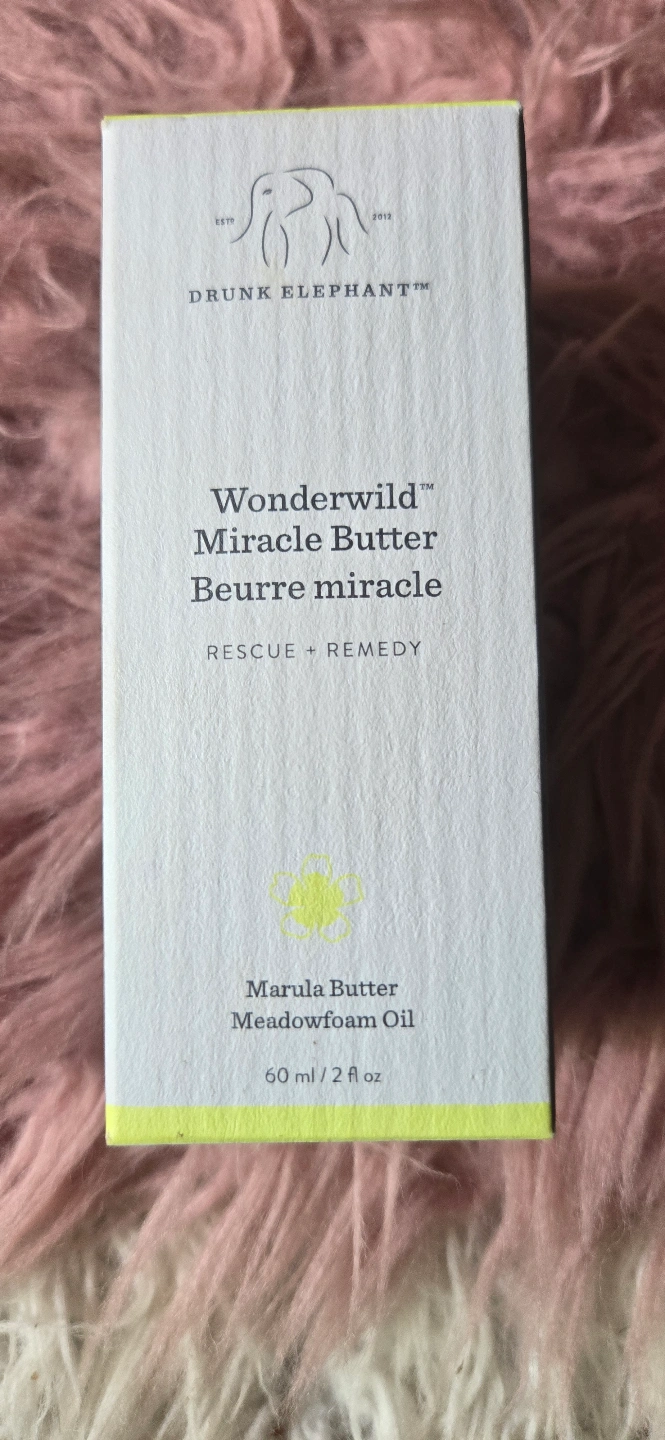 ESTD 2012
DRUNK ELEPHANT™
Wonderwild™
Miracle Butter
Beurre miracle
RESCUE + REMEDY
Marula Butter
Meadowfoam Oil
60 ml / 2 fl oz